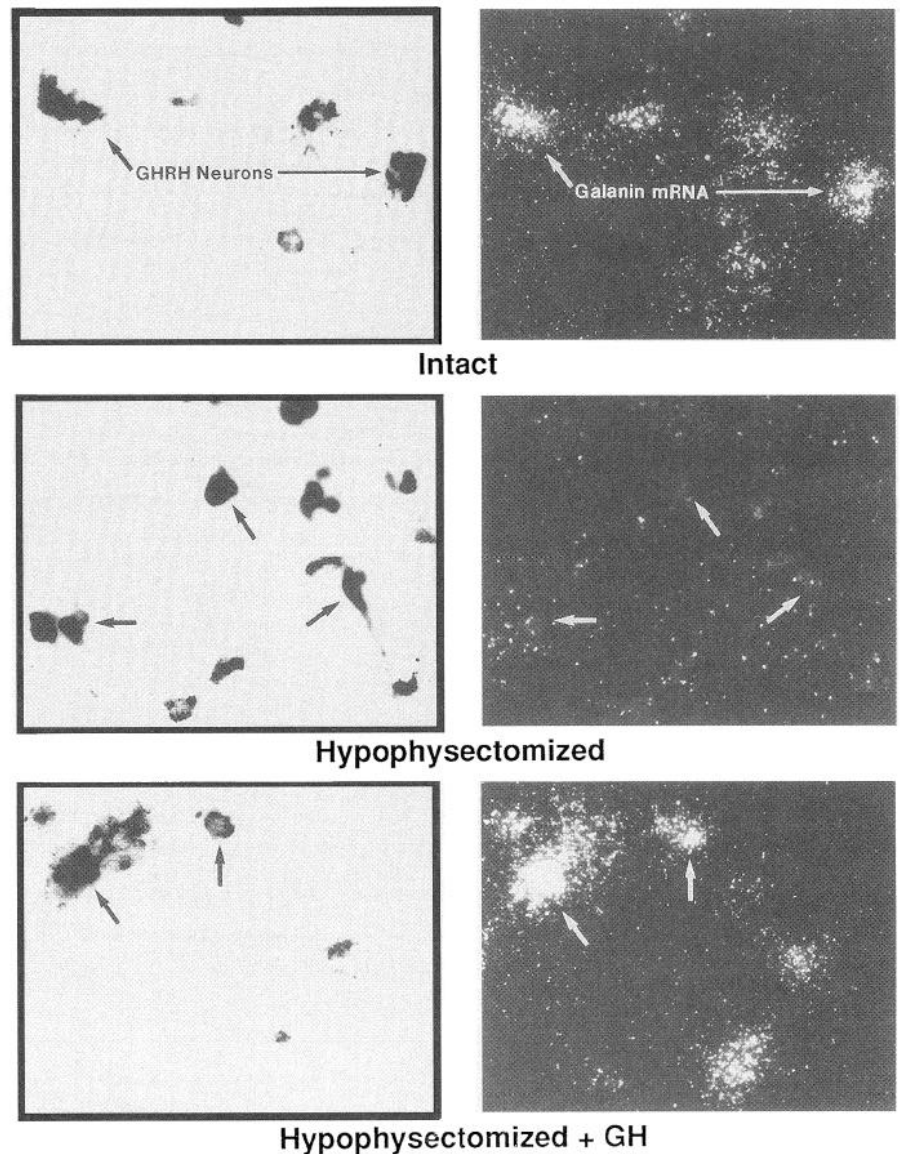 GHRH Neurons
Galanin mRNA
Intact
Hypophysectomized
Hypophysectomized + GH